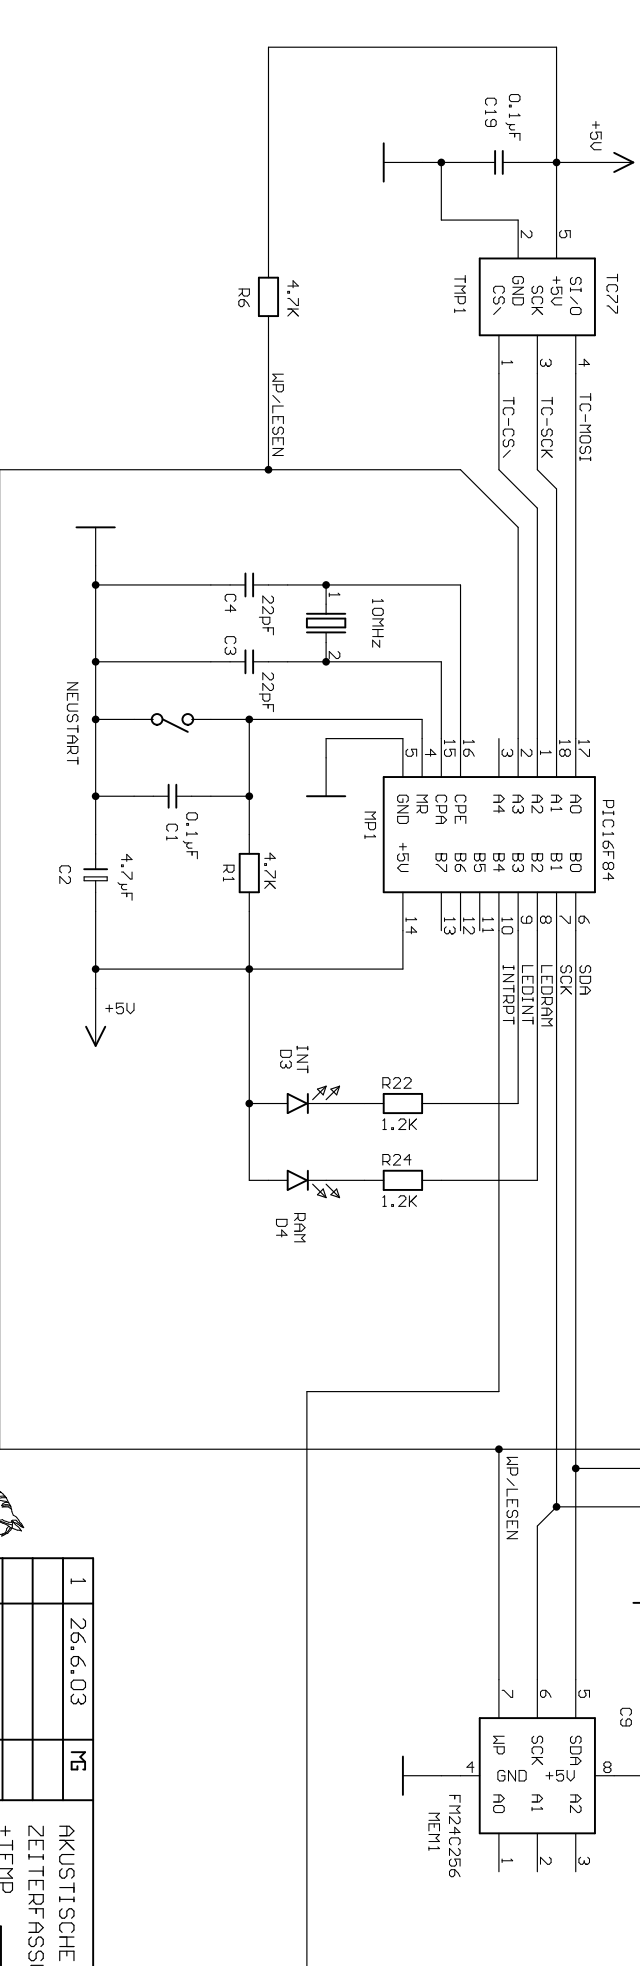 +5V
0.1µF
C19
2
5
TC77
SI/O
+5V
SCK
GND
CS\
TMP1
4.7K
R6
1
3
4
WP/LESEN
TC-CS\
TC-SCK
TC-MOSI
C4
22pF
1
10MHz
2
C3
22pF
NEUSTART
0.1µF
C1
4.7µF
C2
4.7K
R1
+5V
5
4
15
16
3
2
1
18
17
PIC16F84
GND
MR
CPA
CPE
A4
A3
A2
A1
A0
+5V
B7
B6
B5
B4
B3
B2
B1
B0
MP1
14
13
12
11
10
9
8
7
6
INTRPT
LEDINT
LEDRAM
SCK
SDA
INT
D3
R22
1.2K
R24
1.2K
RAM
D4
WP/LESEN
7
6
5
C9
WP
SCK
SDA
GND
+5V
4
8
A0
A1
A2
1
2
3
FM24C256
MEM1
1
26.6.03
MG
AKUSTISCHE
ZEITERFASS
+TEMP